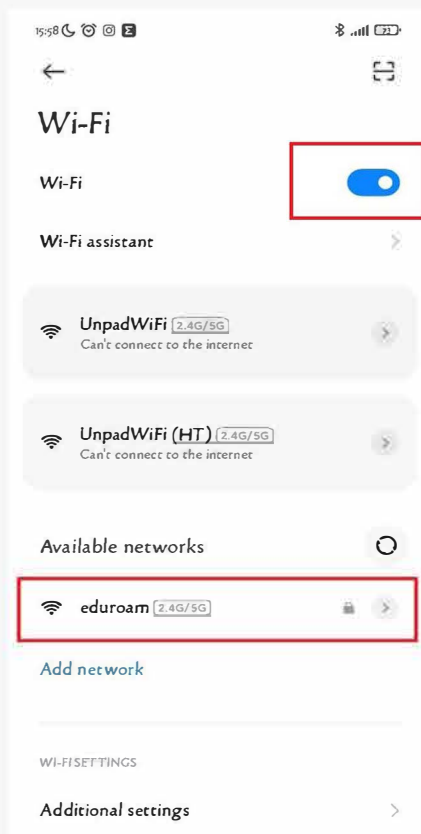 15:58
71
Wi-Fi
Wi-Fi
Wi-Fi assistant
UnpadWiFi 2.4G/5G
Can't connect to the internet
UnpadWiFi (HT) 2.4G/5G
Can't connect to the internet
Available networks
eduroam 2.4G/5G
Add network
WI-FI SETTINGS
Additional settings